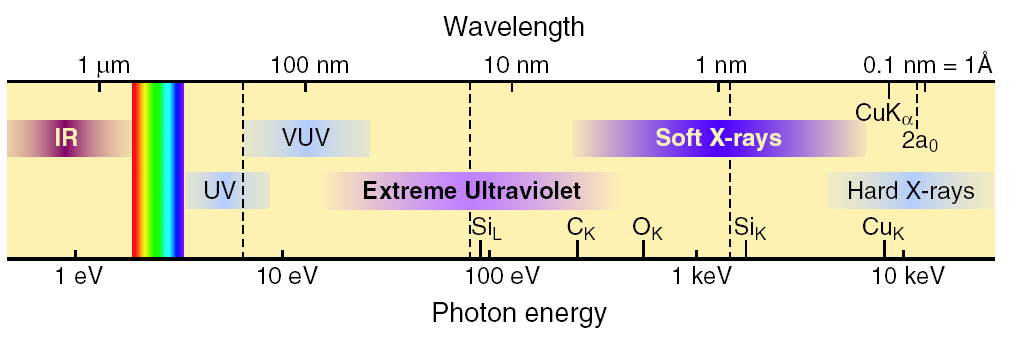 Wavelength
1 μm 100 nm 10 nm 1 nm 0.1 nm = 1Å
CuKα
IR VUV Soft X-rays 2a0
UV Extreme Ultraviolet Hard X-rays
SiL CK OK SiK CuK
1 eV 10 eV 100 eV 1 keV 10 keV
Photon energy